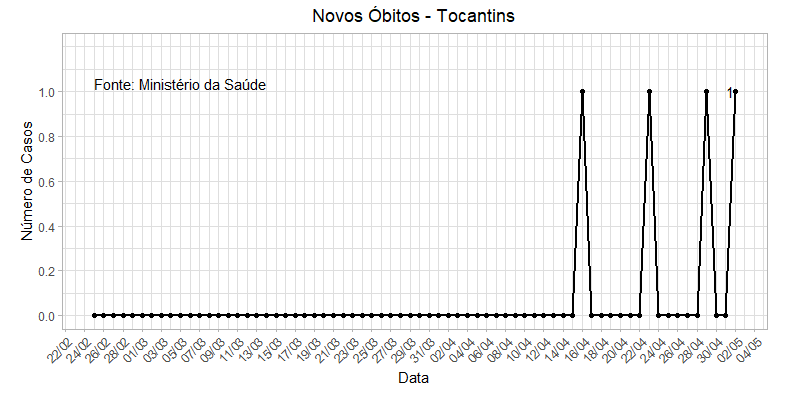 Novos Óbitos - Tocantins
Fonte: Ministério da Saúde
1
Número de Casos
1.0
0.8
0.6
0.4
0.2
0.0
22/02 24/02 26/02 28/02 01/03 03/03 05/03 07/03 09/03 11/03 13/03 15/03 17/03 19/03 21/03 23/03 25/03 27/03 29/03 31/03 02/04 04/04 06/04 08/04 10/04 12/04 14/04 16/04 18/04 20/04 22/04 24/04 26/04 28/04 30/04 02/05 04/05
Data